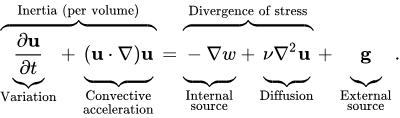 Inertia (per volume) Divergence of stress
∂𝐮/∂t + (𝐮 · ∇)𝐮 = − ∇w + ν∇²𝐮 + 𝐠 .
Variation Convective acceleration Internal source Diffusion External source